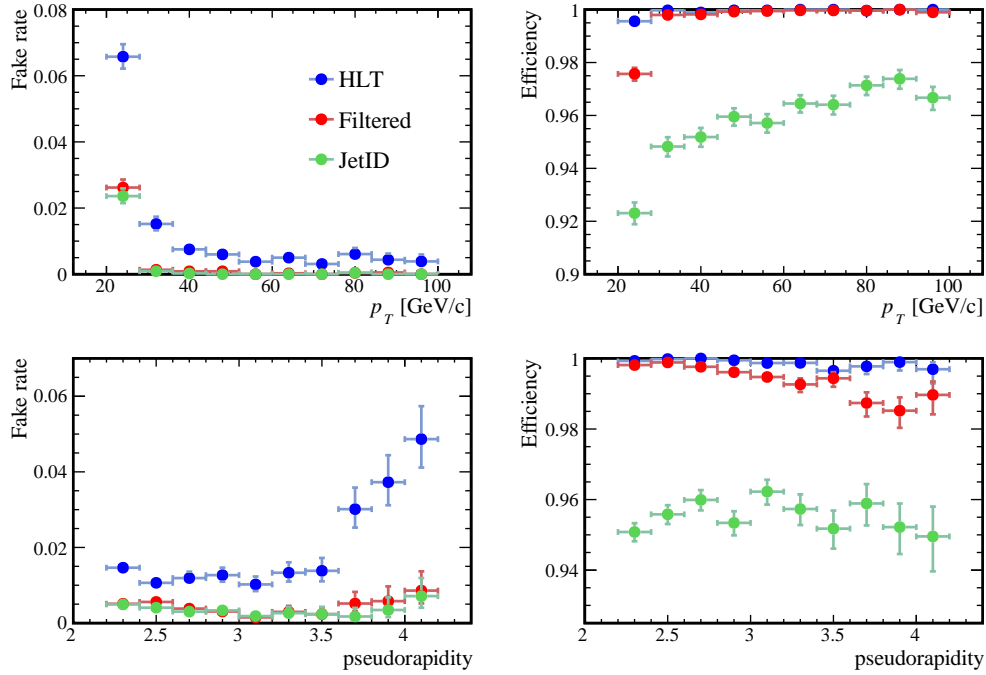 Fake rate
0.06
0.04
0.02
0
HLT
Filtered
JetID
20 40 60 80 100
p_T [GeV/c]
Efficiency
1
0.98
0.96
0.94
0.92
0.9
20 40 60 80 100
p_T [GeV/c]
Fake rate
0.06
0.04
0.02
0
2 2.5 3 3.5 4
pseudorapidity
Efficiency
1
0.98
0.96
0.94
2 2.5 3 3.5 4
pseudorapidity